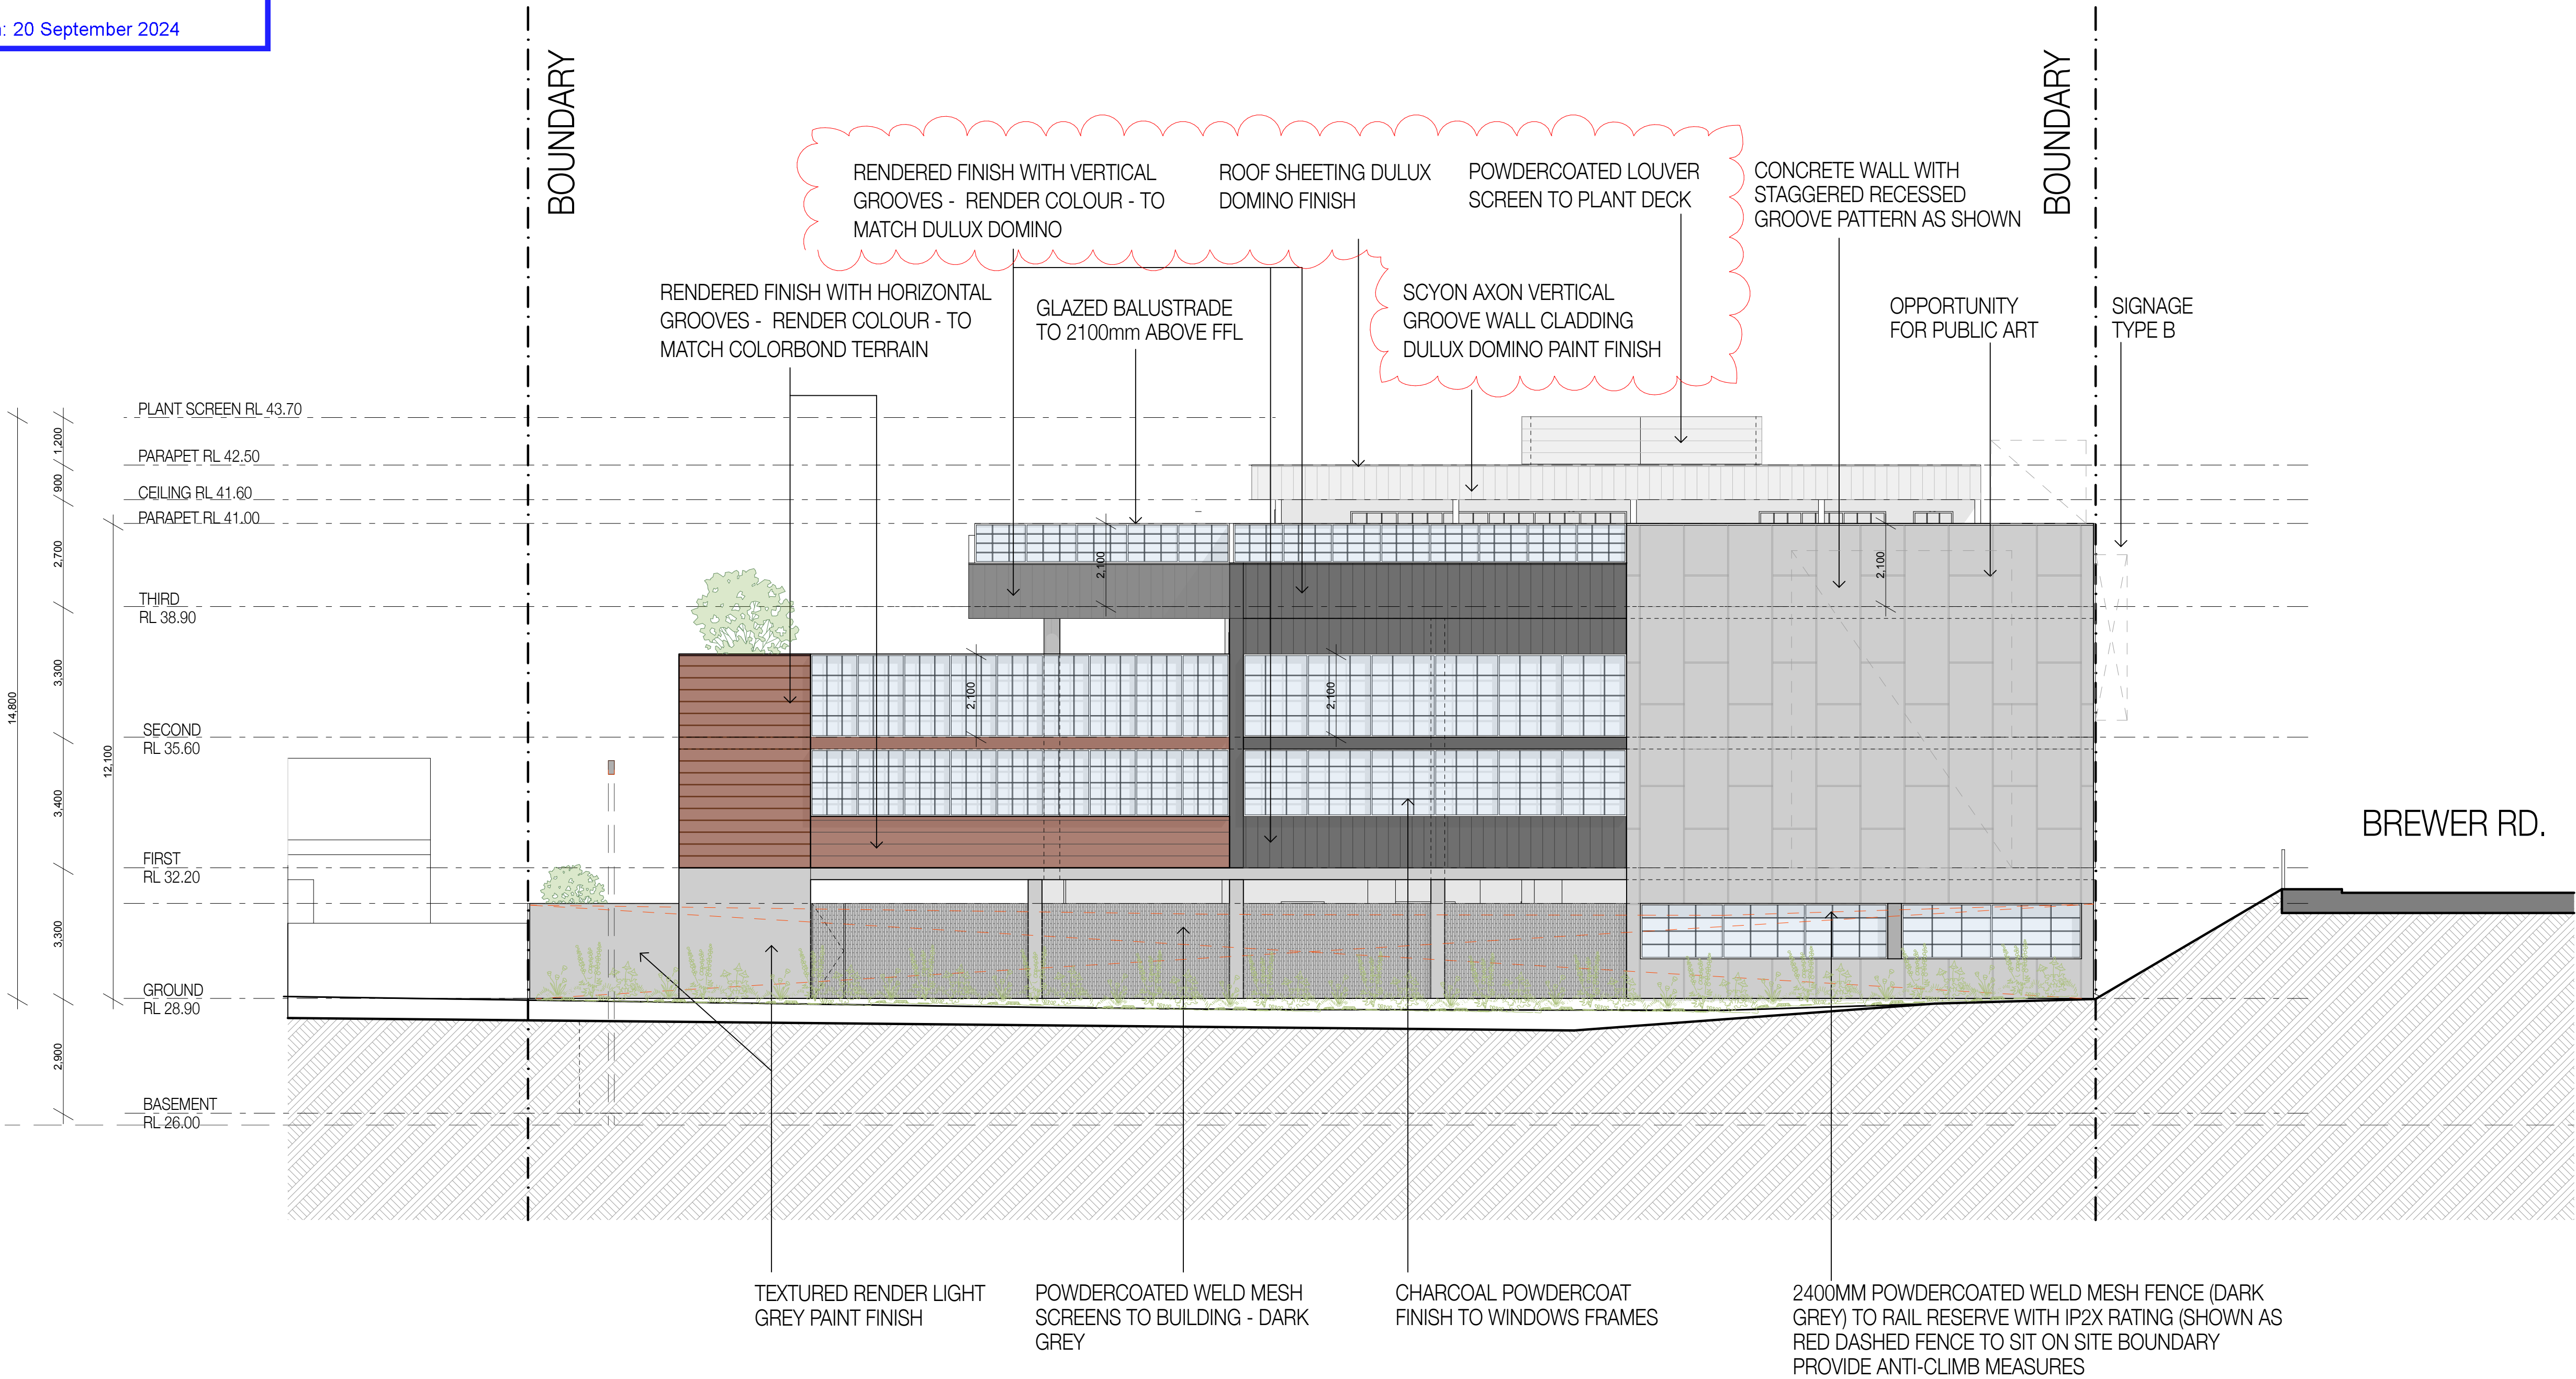 : 20 September 2024
BOUNDARY
BOUNDARY
RENDERED FINISH WITH VERTICAL
GROOVES - RENDER COLOUR - TO
MATCH DULUX DOMINO
ROOF SHEETING DULUX
DOMINO FINISH
POWDERCOATED LOUVER
SCREEN TO PLANT DECK
CONCRETE WALL WITH
STAGGERED RECESSED
GROOVE PATTERN AS SHOWN
RENDERED FINISH WITH HORIZONTAL
GROOVES - RENDER COLOUR - TO
MATCH COLORBOND TERRAIN
GLAZED BALUSTRADE
TO 2100mm ABOVE FFL
SCYON AXON VERTICAL
GROOVE WALL CLADDING
DULUX DOMINO PAINT FINISH
OPPORTUNITY
FOR PUBLIC ART
SIGNAGE
TYPE B
PLANT SCREEN RL 43.70
PARAPET RL 42.50
CEILING RL 41.60
PARAPET RL 41.00
THIRD
RL 38.90
SECOND
RL 35.60
FIRST
RL 32.20
GROUND
RL 28.90
BASEMENT
RL 26.00
14,800
1,200
900
2,700
3,300
3,400
3,300
2,900
12,100
2,100
2,100
2,100
2,100
BREWER RD.
TEXTURED RENDER LIGHT
GREY PAINT FINISH
POWDERCOATED WELD MESH
SCREENS TO BUILDING - DARK
GREY
CHARCOAL POWDERCOAT
FINISH TO WINDOWS FRAMES
2400MM POWDERCOATED WELD MESH FENCE (DARK
GREY) TO RAIL RESERVE WITH IP2X RATING (SHOWN AS
RED DASHED FENCE TO SIT ON SITE BOUNDARY
PROVIDE ANTI-CLIMB MEASURES